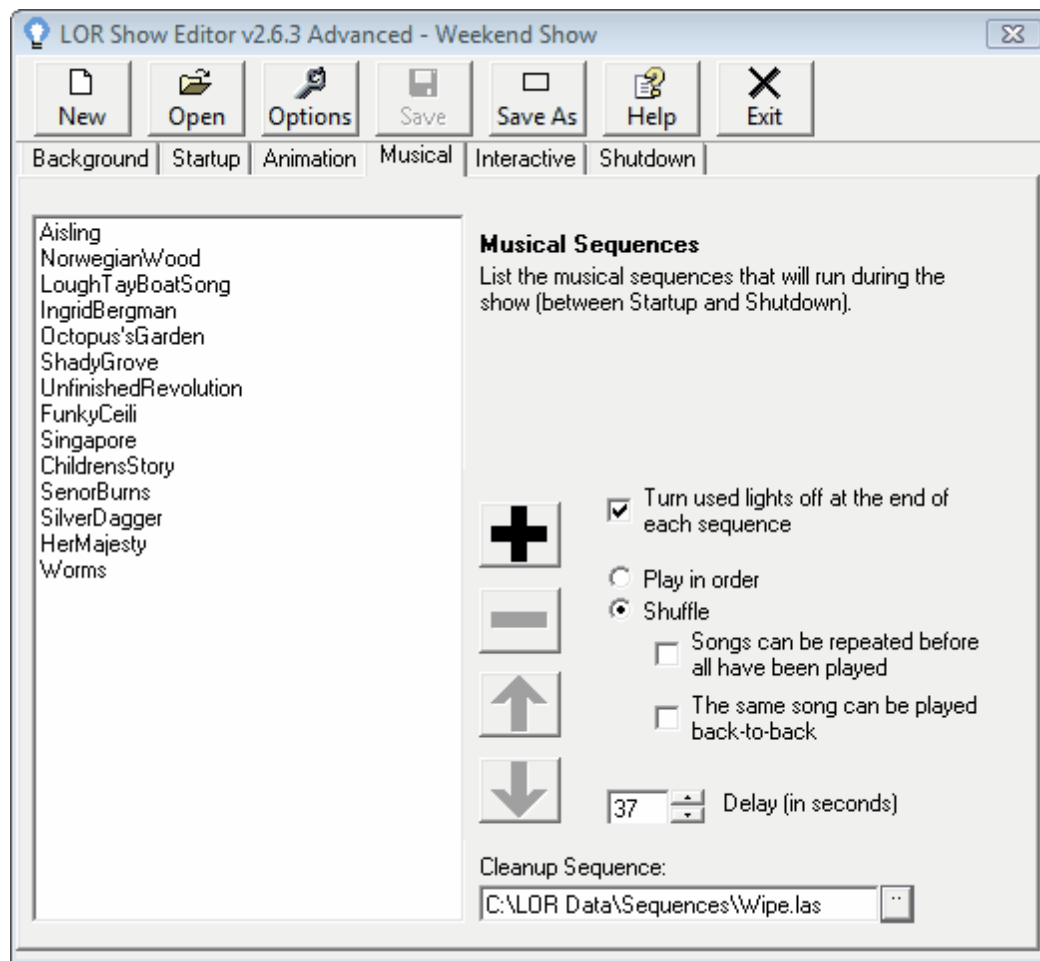 LOR Show Editor v2.6.3 Advanced - Weekend Show
New Open Options Save Save As Help Exit
Background Startup Animation Musical Interactive Shutdown
Aisling
NorwegianWood
LoughTayBoatSong
IngridBergman
Octopus'sGarden
ShadyGrove
UnfinishedRevolution
FunkyCeili
Singapore
ChildrensStory
SenorBurns
SilverDagger
HerMajesty
Worms
Musical Sequences
List the musical sequences that will run during the
show (between Startup and Shutdown).
Turn used lights off at the end of
each sequence
Play in order
Shuffle
Songs can be repeated before
all have been played
The same song can be played
back-to-back
37 Delay (in seconds)
Cleanup Sequence:
C:\LOR Data\Sequences\Wipe.las ..